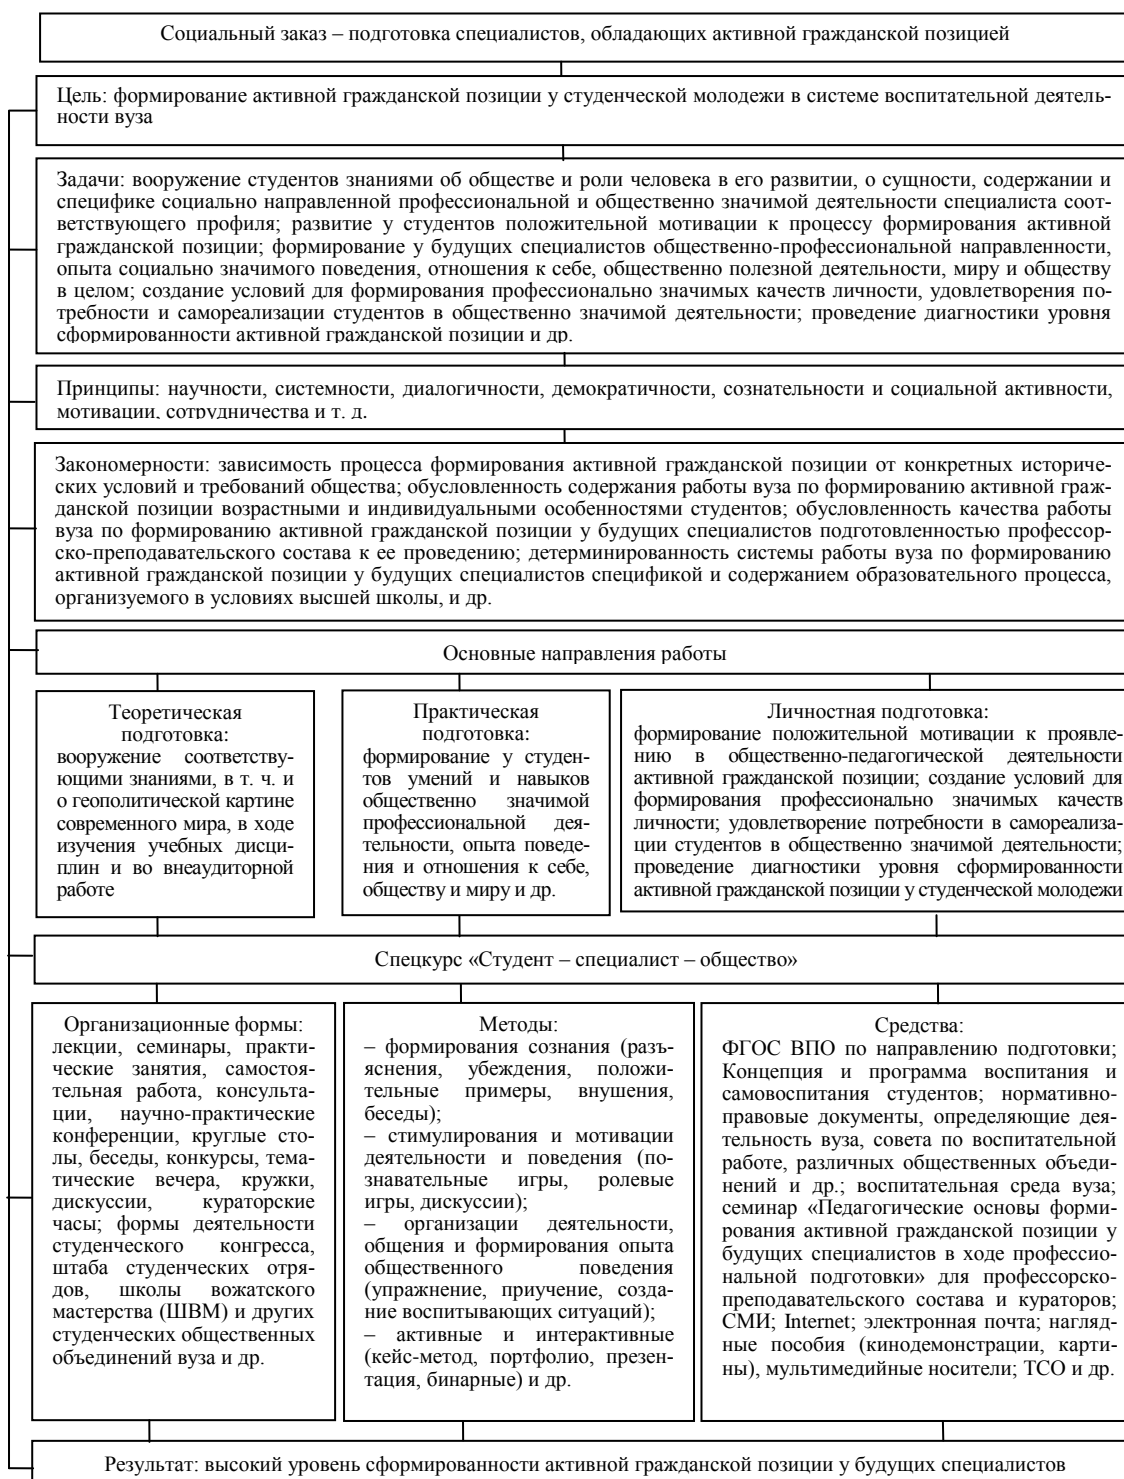 Социальный заказ – подготовка специалистов, обладающих активной гражданской позицией
Цель: формирование активной гражданской позиции у студенческой молодежи в системе воспитательной деятель-
ности вуза
Задачи: вооружение студентов знаниями об обществе и роли человека в его развитии, о сущности, содержании и
специфике социально направленной профессиональной и общественно значимой деятельности специалиста соот-
ветствующего профиля; развитие у студентов положительной мотивации к процессу формирования активной
гражданской позиции; формирование у будущих специалистов общественно-профессиональной направленности,
опыта социально значимого поведения, отношения к себе, общественно полезной деятельности, миру и обществу
в целом; создание условий для формирования профессионально значимых качеств личности, удовлетворения по-
требности и самореализации студентов в общественно значимой деятельности; проведение диагностики уровня
сформированности активной гражданской позиции и др.
Принципы: научности, системности, диалогичности, демократичности, сознательности и социальной активности,
мотивации, сотрудничества и т. д.
Закономерности: зависимость процесса формирования активной гражданской позиции от конкретных историче-
ских условий и требований общества; обусловленность содержания работы вуза по формированию активной граж-
данской позиции возрастными и индивидуальными особенностями студентов; обусловленность качества работы
вуза по формированию активной гражданской позиции у будущих специалистов подготовленностью профессор-
ско-преподавательского состава к ее проведению; детерминированность системы работы вуза по формированию
активной гражданской позиции у будущих специалистов спецификой и содержанием образовательного процесса,
организуемого в условиях высшей школы, и др.
Основные направления работы
Теоретическая
подготовка:
вооружение соответству-
ющими знаниями, в т. ч. и
о геополитической картине
современного мира, в ходе
изучения учебных дисци-
плин и во внеаудиторной
работе
Практическая
подготовка:
формирование у студен-
тов умений и навыков
общественно значимой
профессиональной дея-
тельности, опыта поведе-
ния и отношения к себе,
обществу и миру и др.
Личностная подготовка:
формирование положительной мотивации к проявле-
нию в общественно-педагогической деятельности
активной гражданской позиции; создание условий для
формирования профессионально значимых качеств
личности; удовлетворение потребности в самореализа-
ции студентов в общественно значимой деятельности;
проведение диагностики уровня сформированности
активной гражданской позиции у студенческой молодежи
Спецкурс «Студент – специалист – общество»
Организационные формы:
лекции, семинары, практи-
ческие занятия, самостоя-
тельная работа, консульта-
ции, научно-практические
конференции, круглые сто-
лы, беседы, конкурсы, тема-
тические вечера, кружки,
дискуссии, кураторские
часы; формы деятельности
студенческого конгресса,
штаба студенческих отря-
дов, школы вожатского
мастерства (ШВМ) и других
студенческих общественных
объединений вуза и др.
Методы:
– формирования сознания (разъ-
яснения, убеждения, положи-
тельные примеры, внушения,
беседы);
– стимулирования и мотивации
деятельности и поведения (по-
знавательные игры, ролевые
игры, дискуссии);
– организации деятельности,
общения и формирования опыта
общественного поведения
(упражнение, приучение, созда-
ние воспитывающих ситуаций);
– активные и интерактивные
(кейс-метод, портфолио, презен-
тация, бинарные) и др.
Средства:
ФГОС ВПО по направлению подготовки;
Концепция и программа воспитания и
самовоспитания студентов; нормативно-
правовые документы, определяющие дея-
тельность вуза, совета по воспитательной
работе, различных общественных объеди-
нений и др.; воспитательная среда вуза;
семинар «Педагогические основы форми-
рования активной гражданской позиции у
будущих специалистов в ходе профессио-
нальной подготовки» для профессорско-
преподавательского состава и кураторов;
СМИ; Internet; электронная почта; нагляд-
ные пособия (кинодемонстрации, карти-
ны), мультимедийные носители; ТСО и др.
Результат: высокий уровень сформированности активной гражданской позиции у будущих специалистов